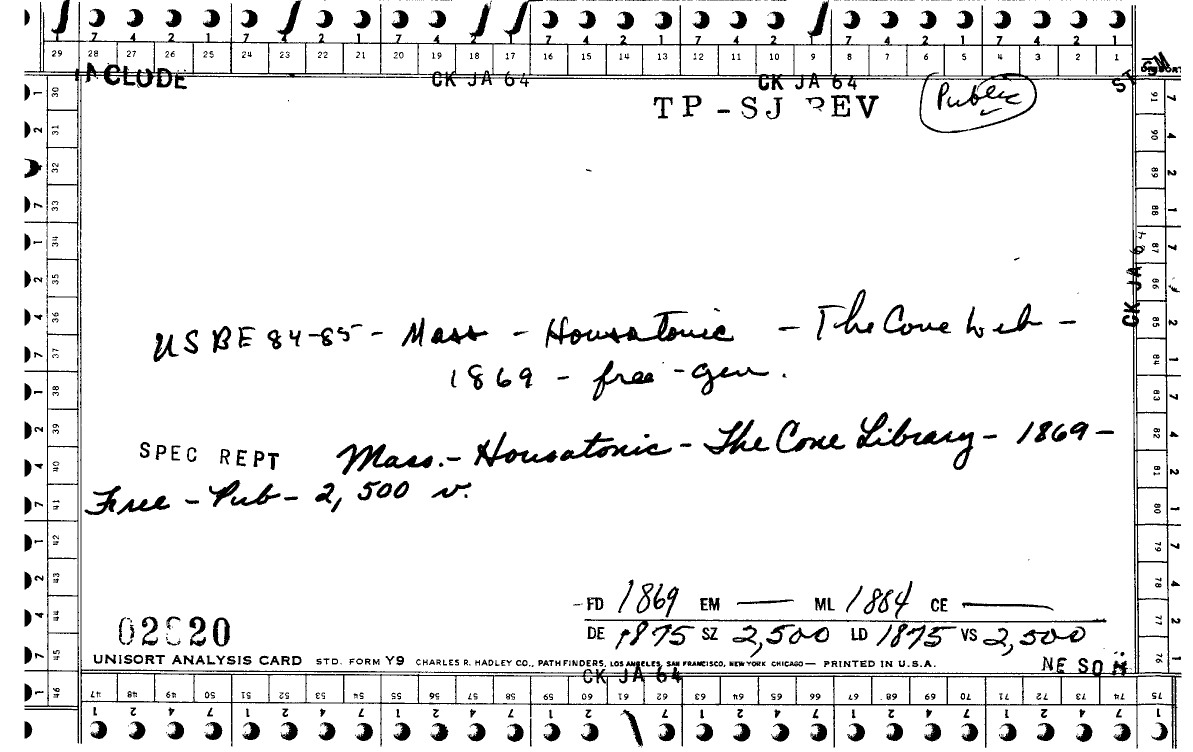 7 4 2 1 7 4 2 1 7 4 2 1 7 4 2 1 7 4 2 1 7 4 2 1 7 4 2 1
29 28 27 26 25 24 23 22 21 20 19 18 17 16 15 14 13 12 11 10 9 8 7 6 5 4 3 2 1
INCLUDE CK JA 64 CK JA 64
TP-SJ REV Public
USBE 84-85 - Mass - Housatonic - The Cone Lib -
1869 - free - gen.
SPEC REPT Mass. - Housatonic - The Cone Library - 1869 -
Free - Pub - 2,500 v.
FD 1869 EM — ML 1884 CE —
02820 DE 1875 SZ 2,500 LD 1875 VS 2,500
UNISORT ANALYSIS CARD STD. FORM Y9 CHARLES R. HADLEY CO., PATHFINDERS, LOS ANGELES, SAN FRANCISCO, NEW YORK CHICAGO — PRINTED IN U.S.A.
NE SO
CK JA 64
CK JA 64
30 31 32 33 34 35 36 37 38 39 40 41 42 43 44 45 46
47 48 49 50 51 52 53 54 55 56 57 58 59 60 61 62 63 64 65 66 67 68 69 70 71 72 73 74 75
91 90 89 88 87 86 85 84 83 82 81 80 79 78 77 76